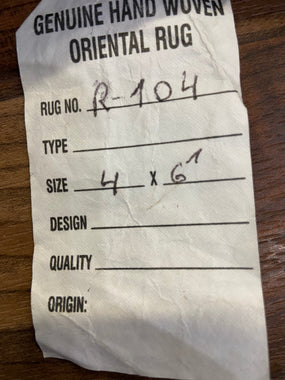 GENUINE HAND WOVEN
ORIENTAL RUG
RUG NO. R-104
TYPE
SIZE 4 x 6'
DESIGN
QUALITY
ORIGIN: